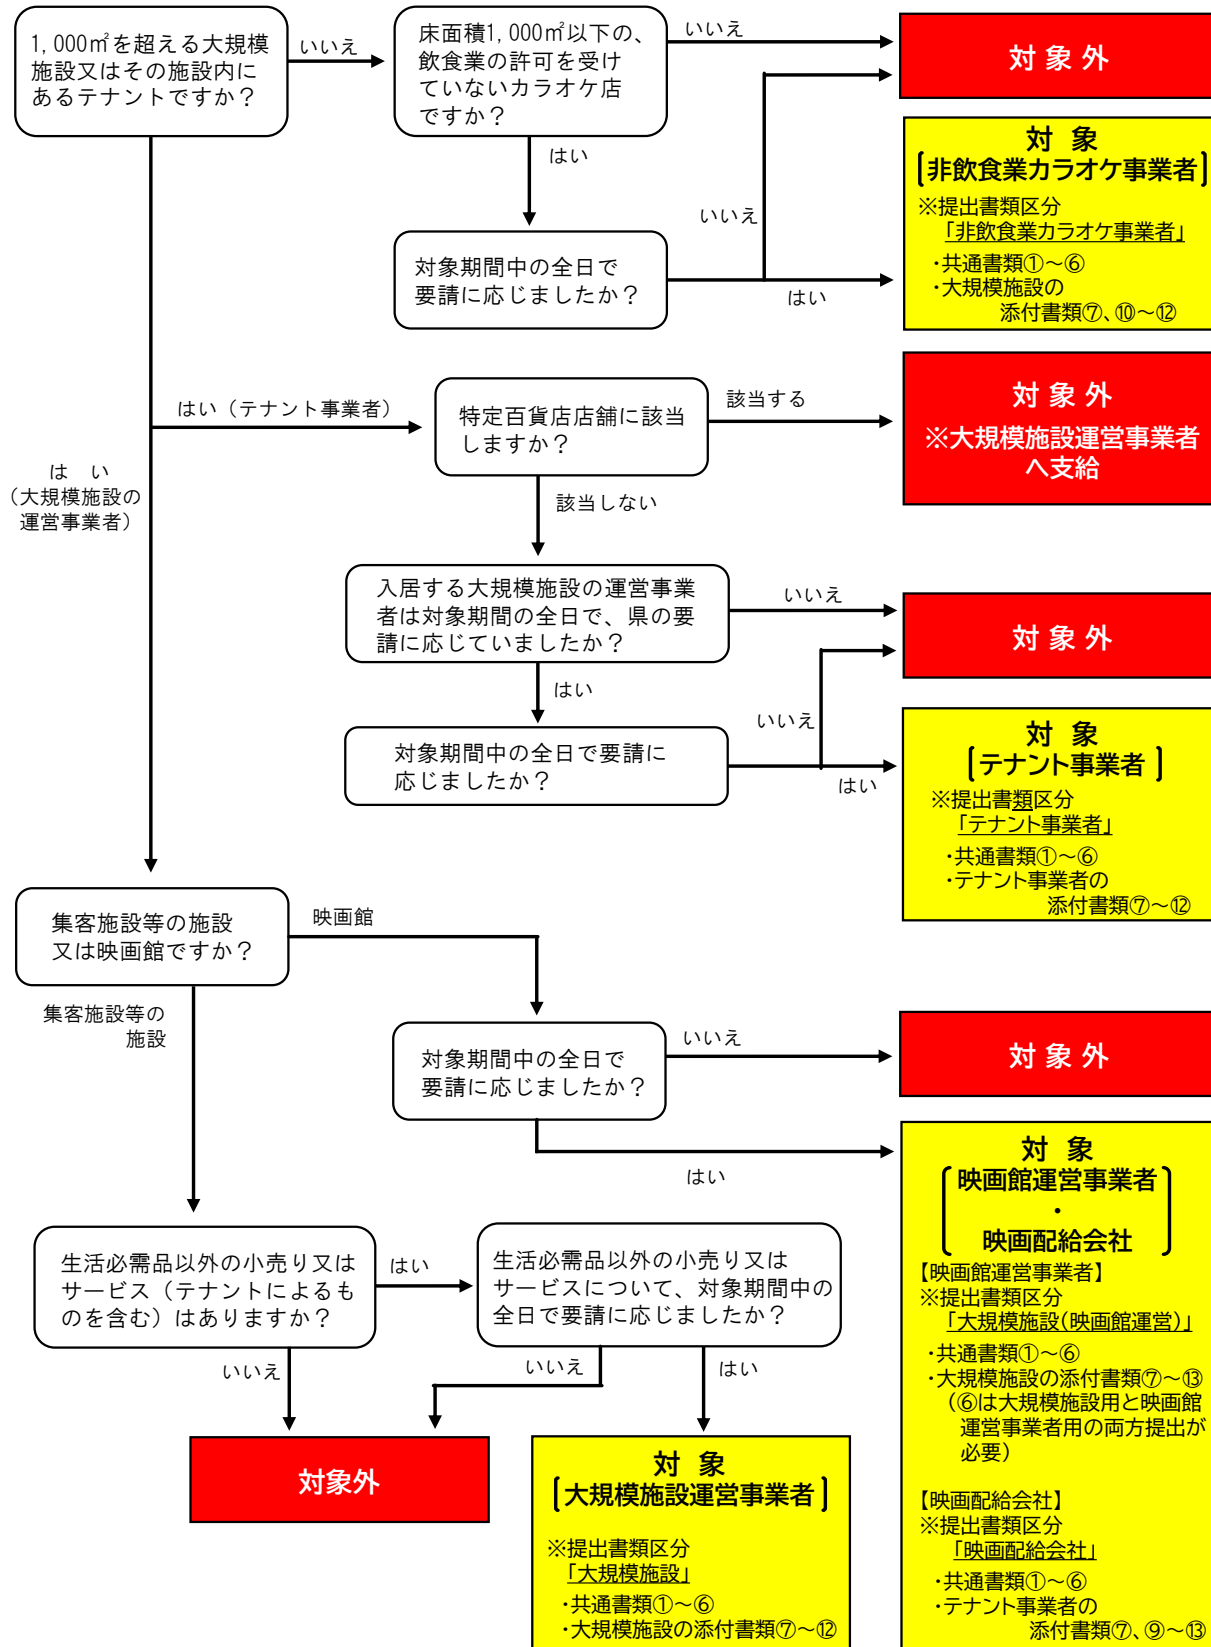 1,000㎡を超える大規模
施設又はその施設内に
あるテナントですか？
いいえ
床面積1,000㎡以下の、
飲食業の許可を受け
ていないカラオケ店
ですか？
いいえ
対象外
はい
いいえ
対象期間中の全日で
要請に応じましたか？
はい
対 象
[非飲食業カラオケ事業者]
※提出書類区分
「非飲食業カラオケ事業者」
・共通書類①～⑥
・大規模施設の
添付書類⑦、⑩～⑫
はい（テナント事業者）
特定百貨店店舗に該当
しますか？
該当する
対象外
※大規模施設運営事業者
へ支給
は　い
（大規模施設の
運営事業者）
該当しない
入居する大規模施設の運営事業
者は対象期間の全日で、県の要
請に応じていましたか？
いいえ
対象外
はい
いいえ
対象期間中の全日で要請に
応じましたか？
はい
対 象
[テナント事業者]
※提出書類区分
「テナント事業者」
・共通書類①～⑥
・テナント事業者の
添付書類⑦～⑫
集客施設等の施設
又は映画館ですか？
映画館
集客施設等の
施設
対象期間中の全日で
要請に応じましたか？
いいえ
対象外
はい
対 象
[映画館運営事業者
・
映画配給会社]
【映画館運営事業者】
※提出書類区分
「大規模施設(映画館運営)」
・共通書類①～⑥
・大規模施設の添付書類⑦～⑬
（⑥は大規模施設用と映画館
運営事業者用の両方提出が
必要）
【映画配給会社】
※提出書類区分
「映画配給会社」
・共通書類①～⑥
・テナント事業者の
添付書類⑦、⑨～⑬
生活必需品以外の小売り又は
サービス（テナントによるも
のを含む）はありますか？
はい
生活必需品以外の小売り又は
サービスについて、対象期間中の
全日で要請に応じましたか？
いいえ
いいえ
はい
対象外
対 象
[大規模施設運営事業者]
※提出書類区分
「大規模施設」
・共通書類①～⑥
・大規模施設の添付書類⑦～⑫